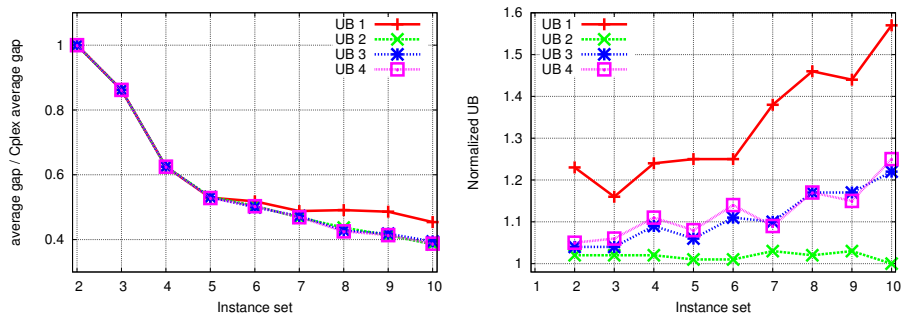 UB 1
UB 2
UB 3
UB 4
average gap / Cplex average gap
1
0.8
0.6
0.4
2 3 4 5 6 7 8 9 10
Instance set
UB 1
UB 2
UB 3
UB 4
Normalized UB
1.6
1.5
1.4
1.3
1.2
1.1
1
1 2 3 4 5 6 7 8 9 10
Instance set